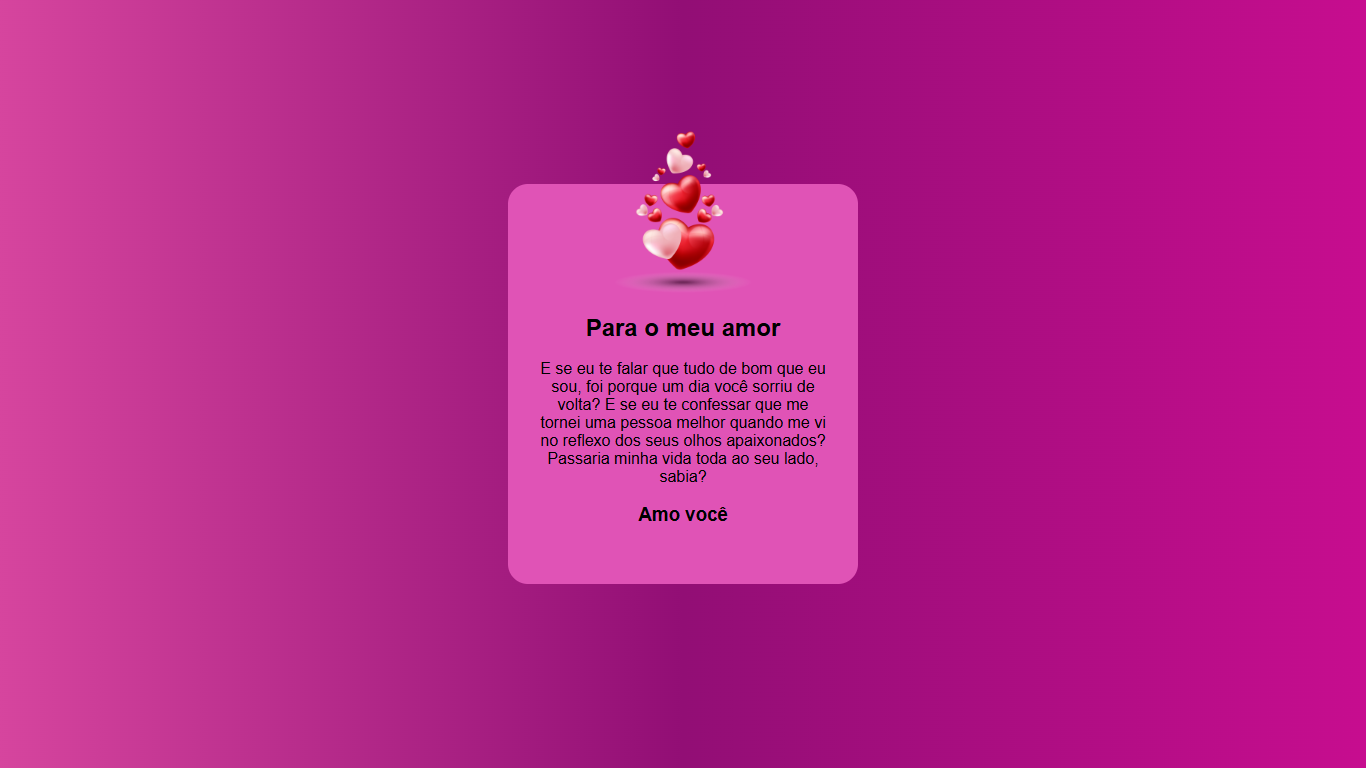 Para o meu amor
E se eu te falar que tudo de bom que eu
sou, foi porque um dia você sorriu de
volta? E se eu te confessar que me
tornei uma pessoa melhor quando me vi
no reflexo dos seus olhos apaixonados?
Passaria minha vida toda ao seu lado,
sabia?
Amo você